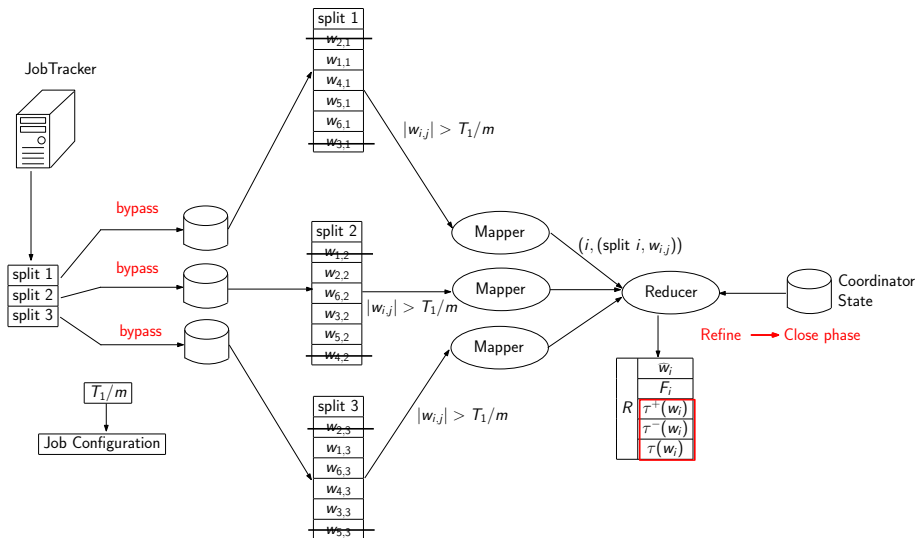 JobTracker
split 1
split 2
split 3
T₁/m
Job Configuration
bypass
bypass
bypass
split 1
w₂,₁
w₁,₁
w₄,₁
w₅,₁
w₆,₁
w₃,₁
split 2
w₁,₂
w₂,₂
w₆,₂
w₃,₂
w₅,₂
w₄,₂
split 3
w₂,₃
w₁,₃
w₆,₃
w₄,₃
w₃,₃
w₅,₃
|wᵢ,ⱼ| > T₁/m
|wᵢ,ⱼ| > T₁/m
|wᵢ,ⱼ| > T₁/m
Mapper
Mapper
Mapper
(i, (split i, wᵢ,ⱼ))
Reducer
Coordinator
State
Refine → Close phase
R
ŵᵢ
Fᵢ
τ⁺(wᵢ)
τ⁻(wᵢ)
τ(wᵢ)